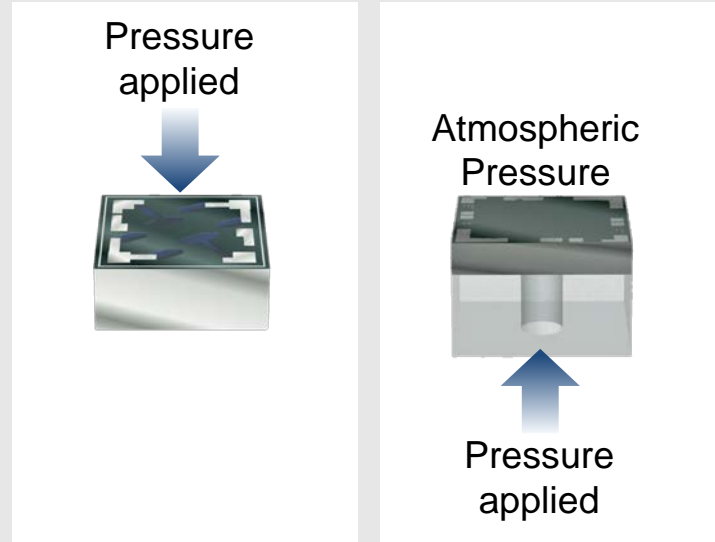 Pressure
applied
Atmospheric
Pressure
Pressure
applied